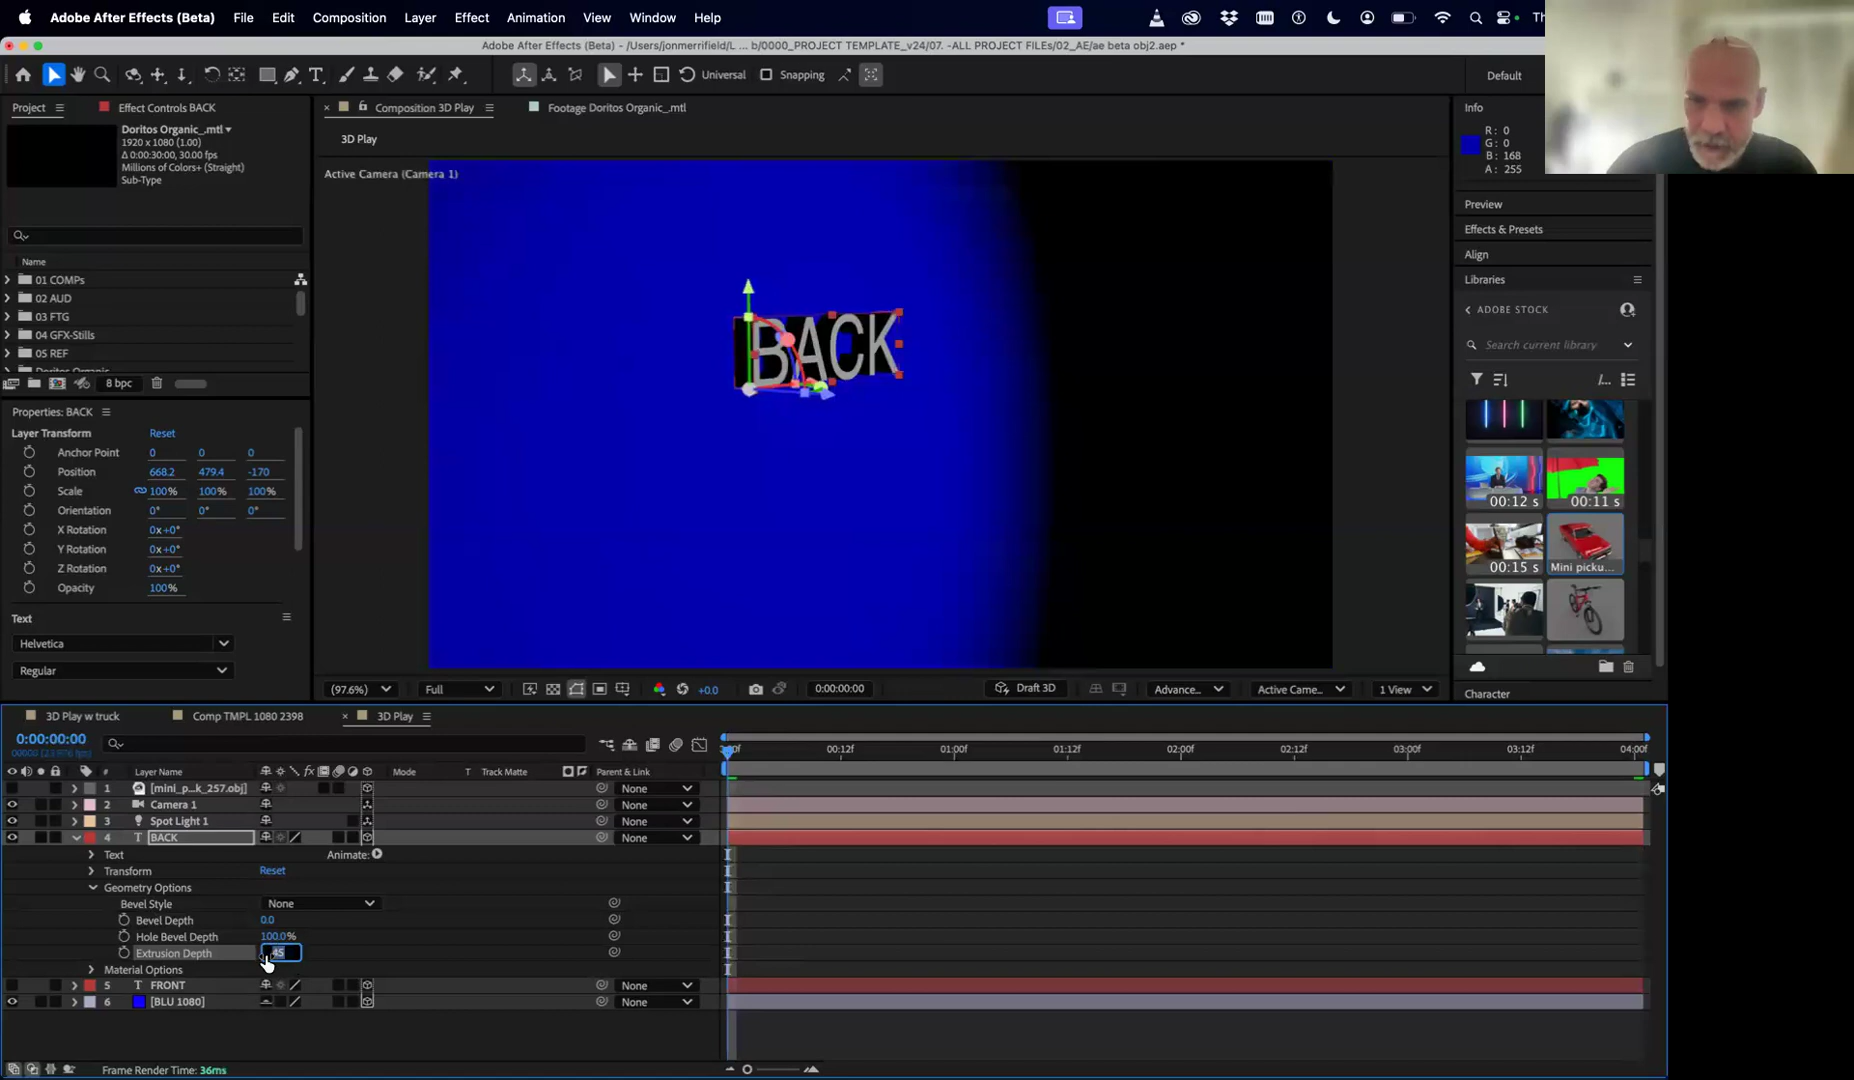 After Effects (Beta) File Edit Composition Layer Effect Animation View Window Help
Adobe After Effects (Beta) - /Users/jonmerrifield/L ... b/0000_PROJECT TEMPLATE_v24/07. -ALL PROJECT FILEs/02_AE/ae beta obj2.aep *
Universal Snapping Default
Project Effect Controls BACK Composition 3D Play Footage Doritos Organic_.mtl Info
Doritos Organic_.mtl
1920 x 1080 (1.00)
Δ 0:00:30:00, 30.00 fps
Millions of Colors+ (Straight)
Sub-Type
3D Play
R: 0
G: 0
B: 168
A: 255
Active Camera (Camera 1)
Preview
Effects & Presets
Align
Libraries
ADOBE STOCK
Search current library
Name
01 COMPs
02 AUD
03 FTG
04 GFX-Stills
05 REF
8 bpc
BACK
Properties: BACK
Layer Transform Reset
Anchor Point 0 0 0
Position 668.2 479.4 -170
Scale 100% 100% 100%
Orientation 0° 0° 0°
X Rotation 0x+0°
Y Rotation 0x+0°
Z Rotation 0x+0°
Opacity 100%
Text
Helvetica
Regular
00:12 s 00:11 s
00:15 s Mini picku...
Character
(97.6%) Full +0.0 0:00:00:00 Draft 3D Advance... Active Came... 1 View
3D Play w truck Comp TMPL 1080 2398 3D Play
0:00:00:00
00:12f 01:00f 01:12f 02:00f 02:12f 03:00f 03:12f 04:00f
# Layer Name Mode T Track Matte Parent & Link
1 [mini_p...k_257.obj] None
2 Camera 1 None
3 Spot Light 1 None
4 T BACK None
Text Animate:
Transform Reset
Geometry Options
Bevel Style None
Bevel Depth 0.0
Hole Bevel Depth 100.0%
Extrusion Depth
Material Options
5 T FRONT None
6 [BLU 1080] None
Frame Render Time: 36ms